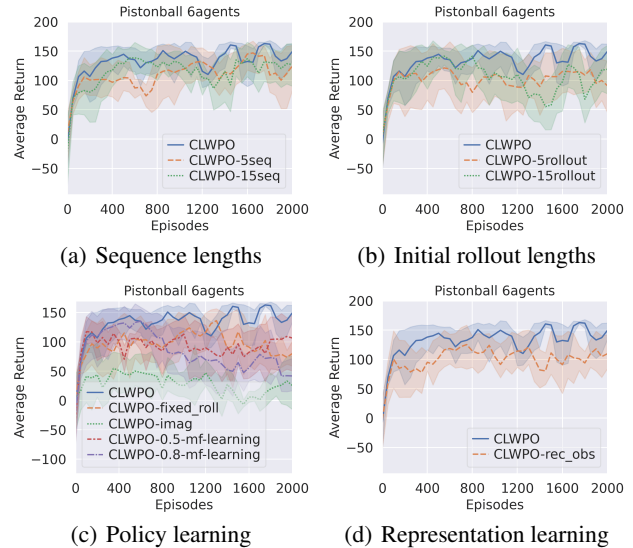 Pistonball 6agents
200
150
100
50
0
−50
Average Return
CLWPO
CLWPO-5seq
CLWPO-15seq
0 400 800 1200 1600 2000
Episodes
(a) Sequence lengths
Pistonball 6agents
200
150
100
50
0
−50
Average Return
CLWPO
CLWPO-5rollout
CLWPO-15rollout
0 400 800 1200 1600 2000
Episodes
(b) Initial rollout lengths
Pistonball 6agents
150
100
50
0
−50
−100
Average Return
CLWPO
CLWPO-fixed_roll
CLWPO-imag
CLWPO-0.5-mf-learning
CLWPO-0.8-mf-learning
0 400 800 1200 1600 2000
Episodes
(c) Policy learning
Pistonball 6agents
200
150
100
50
0
−50
Average Return
CLWPO
CLWPO-rec_obs
0 400 800 1200 1600 2000
Episodes
(d) Representation learning